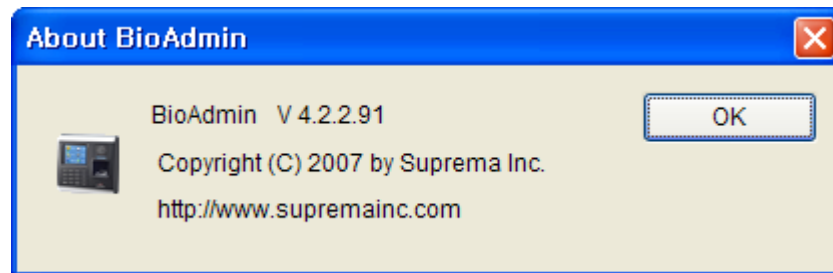 About BioAdmin
BioAdmin V 4.2.2.91
OK
Copyright (C) 2007 by Suprema Inc.
http://www.supremainc.com